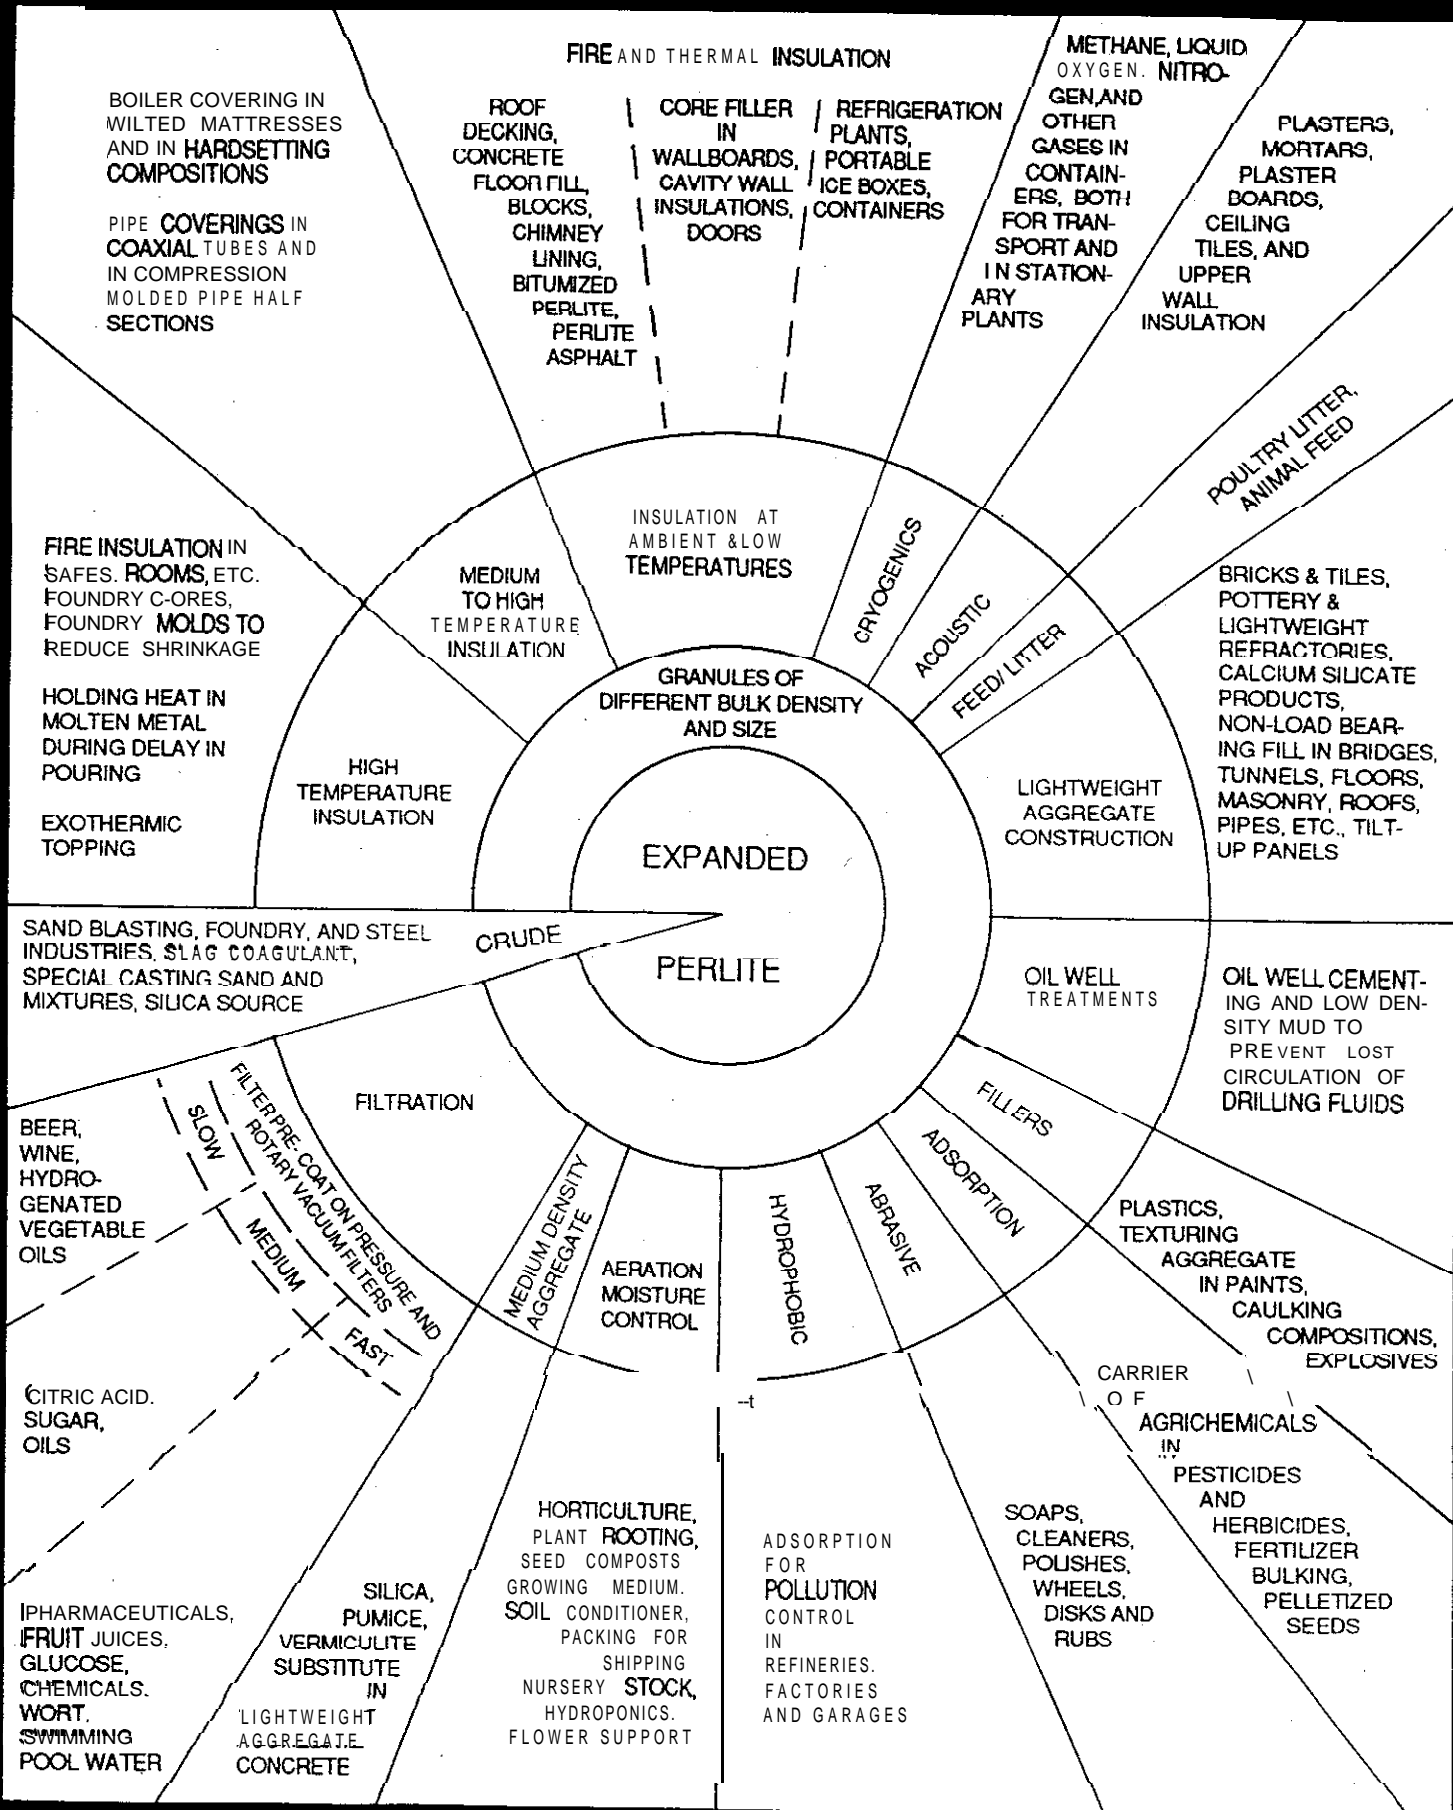 FIRE AND THERMAL INSULATION
BOILER COVERING IN
WILTED MATTRESSES
AND IN HARDSETTING
COMPOSITIONS
PIPE COVERINGS IN
COAXIAL TUBES AND
IN COMPRESSION
MOLDED PIPE HALF
SECTIONS
ROOF
DECKING,
CONCRETE
FLOOR FILL,
BLOCKS,
CHIMNEY
LINING,
BITUMIZED
PERLITE,
PERLITE
ASPHALT
CORE FILLER
IN
WALLBOARDS,
CAVITY WALL
INSULATIONS,
DOORS
REFRIGERATION
PLANTS,
PORTABLE
ICE BOXES,
CONTAINERS
METHANE, LIQUID
OXYGEN. NITRO-
GEN,AND
OTHER
GASES IN
CONTAIN-
ERS, BOTH
FOR TRAN-
SPORT AND
IN STATION-
ARY
PLANTS
PLASTERS,
MORTARS,
PLASTER
BOARDS,
CEILING
TILES, AND
UPPER
WALL
INSULATION
POULTRY LITTER,
ANIMAL FEED
FIRE INSULATION IN
SAFES. ROOMS, ETC.
FOUNDRY C-ORES,
FOUNDRY MOLDS TO
REDUCE SHRINKAGE
HOLDING HEAT IN
MOLTEN METAL
DURING DELAY IN
POURING
EXOTHERMIC
TOPPING
HIGH
TEMPERATURE
INSULATION
MEDIUM
TO HIGH
TEMPERATURE
INSULATION
INSULATION AT
AMBIENT &LOW
TEMPERATURES
CRYOGENICS
ACOUSTIC
FEED/ LITTER
GRANULES OF
DIFFERENT BULK DENSITY
AND SIZE
LIGHTWEIGHT
AGGREGATE
CONSTRUCTION
BRICKS & TILES,
POTTERY &
LIGHTWEIGHT
REFRACTORIES,
CALCIUM SILICATE
PRODUCTS,
NON-LOAD BEAR-
ING FILL IN BRIDGES,
TUNNELS, FLOORS,
MASONRY, ROOFS,
PIPES, ETC., TILT-
UP PANELS
EXPANDED
PERLITE
CRUDE
SAND BLASTING, FOUNDRY, AND STEEL
INDUSTRIES, SLAG COAGULANT,
SPECIAL CASTING SAND AND
MIXTURES, SILICA SOURCE
OIL WELL
TREATMENTS
OIL WELL CEMENT-
ING AND LOW DEN-
SITY MUD TO
PREVENT LOST
CIRCULATION OF
DRILLING FLUIDS
FILTRATION
FILTER PRE- COAT ON PRESSURE AND
ROTARY VACUUM FILTERS
SLOW
MEDIUM
FAST
MEDIUM DENSITY
AGGREGATE
AERATION
MOISTURE
CONTROL
HYDROPHOBIC
ABRASIVE
ADSORPTION
FILLERS
BEER,
WINE,
HYDRO-
GENATED
VEGETABLE
OILS
CITRIC ACID.
SUGAR,
OILS
PHARMACEUTICALS,
FRUIT JUICES,
GLUCOSE,
CHEMICALS.
WORT.
SWIMMING
POOL WATER
SILICA,
PUMICE,
VERMICULITE
SUBSTITUTE
IN
LIGHTWEIGHT
AGGREGATE
CONCRETE
HORTICULTURE,
PLANT ROOTING,
SEED COMPOSTS
GROWING MEDIUM.
SOIL CONDITIONER,
PACKING FOR
SHIPPING
NURSERY STOCK,
HYDROPONICS.
FLOWER SUPPORT
--t
ADSORPTION
FOR
POLLUTION
CONTROL
IN
REFINERIES.
FACTORIES
AND GARAGES
SOAPS,
CLEANERS,
POLISHES,
WHEELS,
DISKS AND
RUBS
CARRIER
OF
AGRICHEMICALS
IN
PESTICIDES
AND
HERBICIDES,
FERTILIZER
BULKING,
PELLETIZED
SEEDS
PLASTICS,
TEXTURING
AGGREGATE
IN PAINTS,
CAULKING
COMPOSITIONS,
EXPLOSIVES